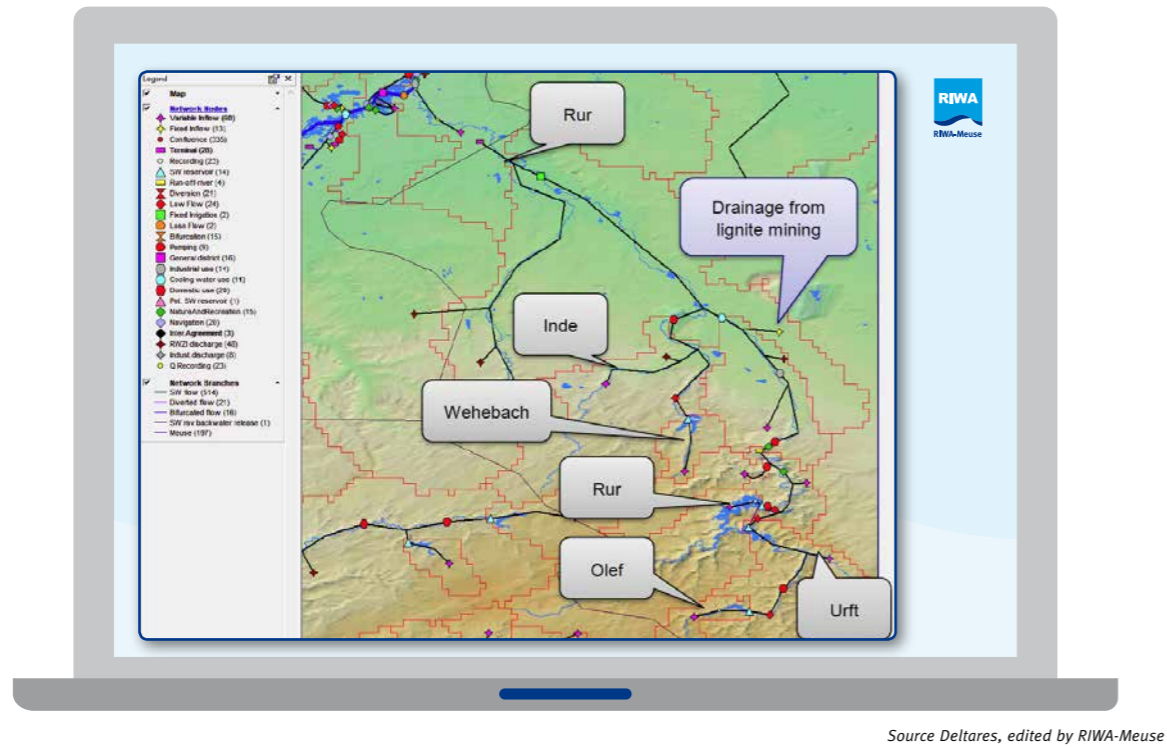 Legend
Map
Network Nodes
Variable Inflow (68)
Fixed Inflow (13)
Confluence (335)
Terminal (28)
Recording (23)
SW reservoir (14)
Run-off-river (4)
Diversion (21)
Low Flow (24)
Fixed Irrigation (2)
Loss Flow (2)
Bifurcation (15)
Pumping (9)
General district (16)
Industrial use (14)
Cooling water use (11)
Domestic use (29)
Pot. SW reservoir (1)
NatureAndRecreation (15)
Navigation (20)
Inter.Agreement (3)
RWZI discharge (48)
Indust.discharge (8)
Q Recording (23)
Network Branches
SW flow (514)
Diverted flow (21)
Bifurcated flow (16)
SW rsv backwater release (1)
Meuse (197)
Rur
Drainage from
lignite mining
Inde
Wehebach
Rur
Olef
Urft
RIWA
RIWA-Meuse
Source Deltares, edited by RIWA-Meuse